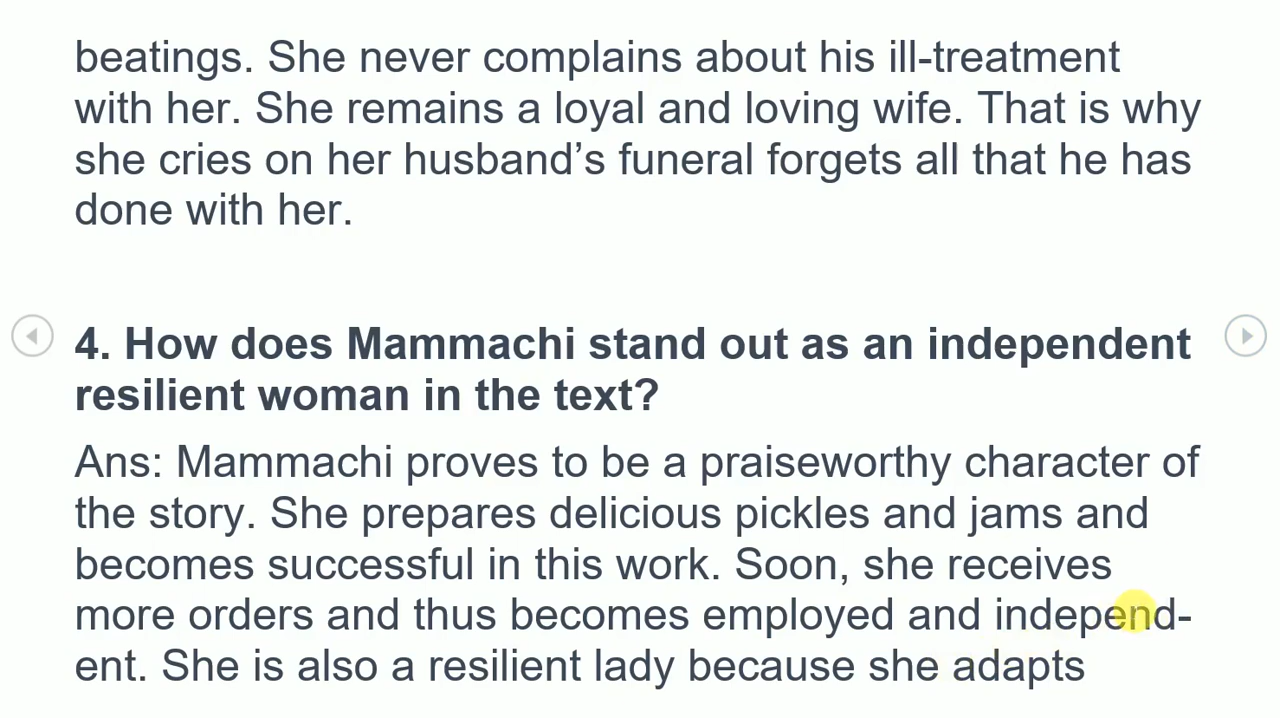 beatings. She never complains about his ill-treatment
with her. She remains a loyal and loving wife. That is why
she cries on her husband’s funeral forgets all that he has
done with her.
4. How does Mammachi stand out as an independent
resilient woman in the text?
Ans: Mammachi proves to be a praiseworthy character of
the story. She prepares delicious pickles and jams and
becomes successful in this work. Soon, she receives
more orders and thus becomes employed and independ-
ent. She is also a resilient lady because she adapts